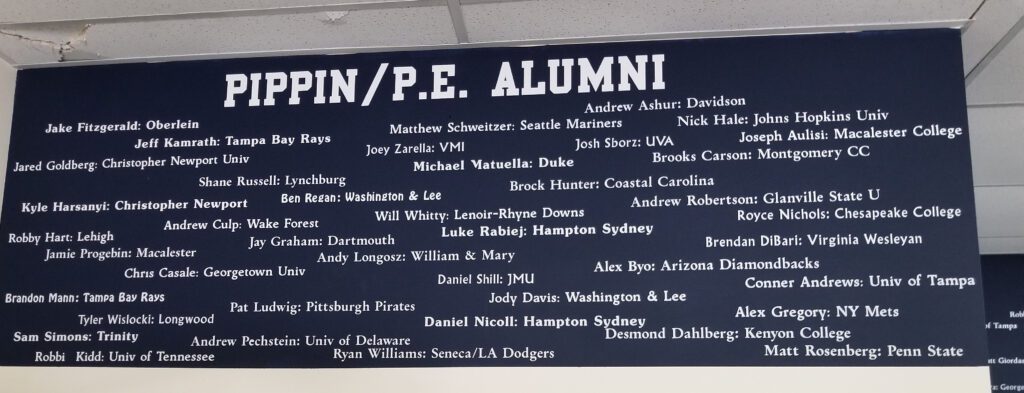 PIPPIN/P.E. ALUMNI
Andrew Ashur: Davidson
Jake Fitzgerald: Oberlein
Matthew Schweitzer: Seattle Mariners
Nick Hale: Johns Hopkins Univ
Jeff Kamrath: Tampa Bay Rays
Joey Zarella: VMI
Josh Sborz: UVA
Joseph Aulisi: Macalester College
Jared Goldberg: Christopher Newport Univ
Michael Matuella: Duke
Brooks Carson: Montgomery CC
Shane Russell: Lynchburg
Brock Hunter: Coastal Carolina
Kyle Harsanyi: Christopher Newport
Ben Regan: Washington & Lee
Andrew Robertson: Glanville State U
Andrew Culp: Wake Forest
Will Whitty: Lenoir-Rhyne Downs
Royce Nichols: Chesapeake College
Robby Hart: Lehigh
Jay Graham: Dartmouth
Luke Rabiej: Hampton Sydney
Brendan DiBari: Virginia Wesleyan
Jamie Progebin: Macalester
Andy Longosz: William & Mary
Chris Casale: Georgetown Univ
Daniel Shill: JMU
Alex Byo: Arizona Diamondbacks
Conner Andrews: Univ of Tampa
Brandon Mann: Tampa Bay Rays
Pat Ludwig: Pittsburgh Pirates
Jody Davis: Washington & Lee
Tyler Wislocki: Longwood
Daniel Nicoll: Hampton Sydney
Alex Gregory: NY Mets
Sam Simons: Trinity
Andrew Pechstein: Univ of Delaware
Desmond Dahlberg: Kenyon College
Robbi Kidd: Univ of Tennessee
Ryan Williams: Seneca/LA Dodgers
Matt Rosenberg: Penn State
of Tampa